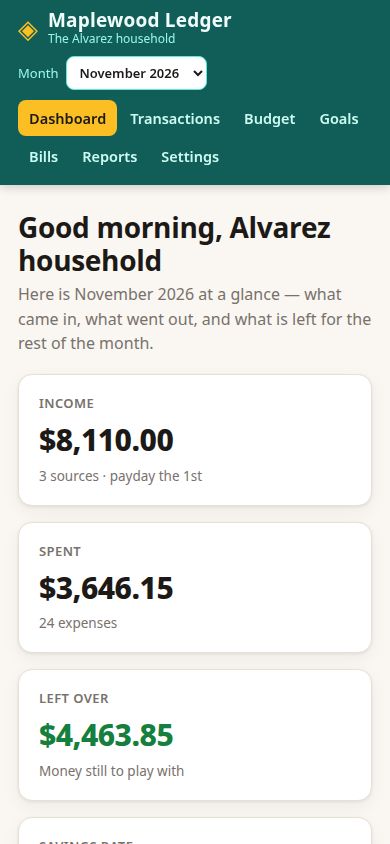 Maplewood Ledger
The Alvarez household
Month November 2026
Dashboard Transactions Budget Goals
Bills Reports Settings
Good morning, Alvarez
household
Here is November 2026 at a glance — what
came in, what went out, and what is left for the
rest of the month.
INCOME
$8,110.00
3 sources · payday the 1st
SPENT
$3,646.15
24 expenses
LEFT OVER
$4,463.85
Money still to play with